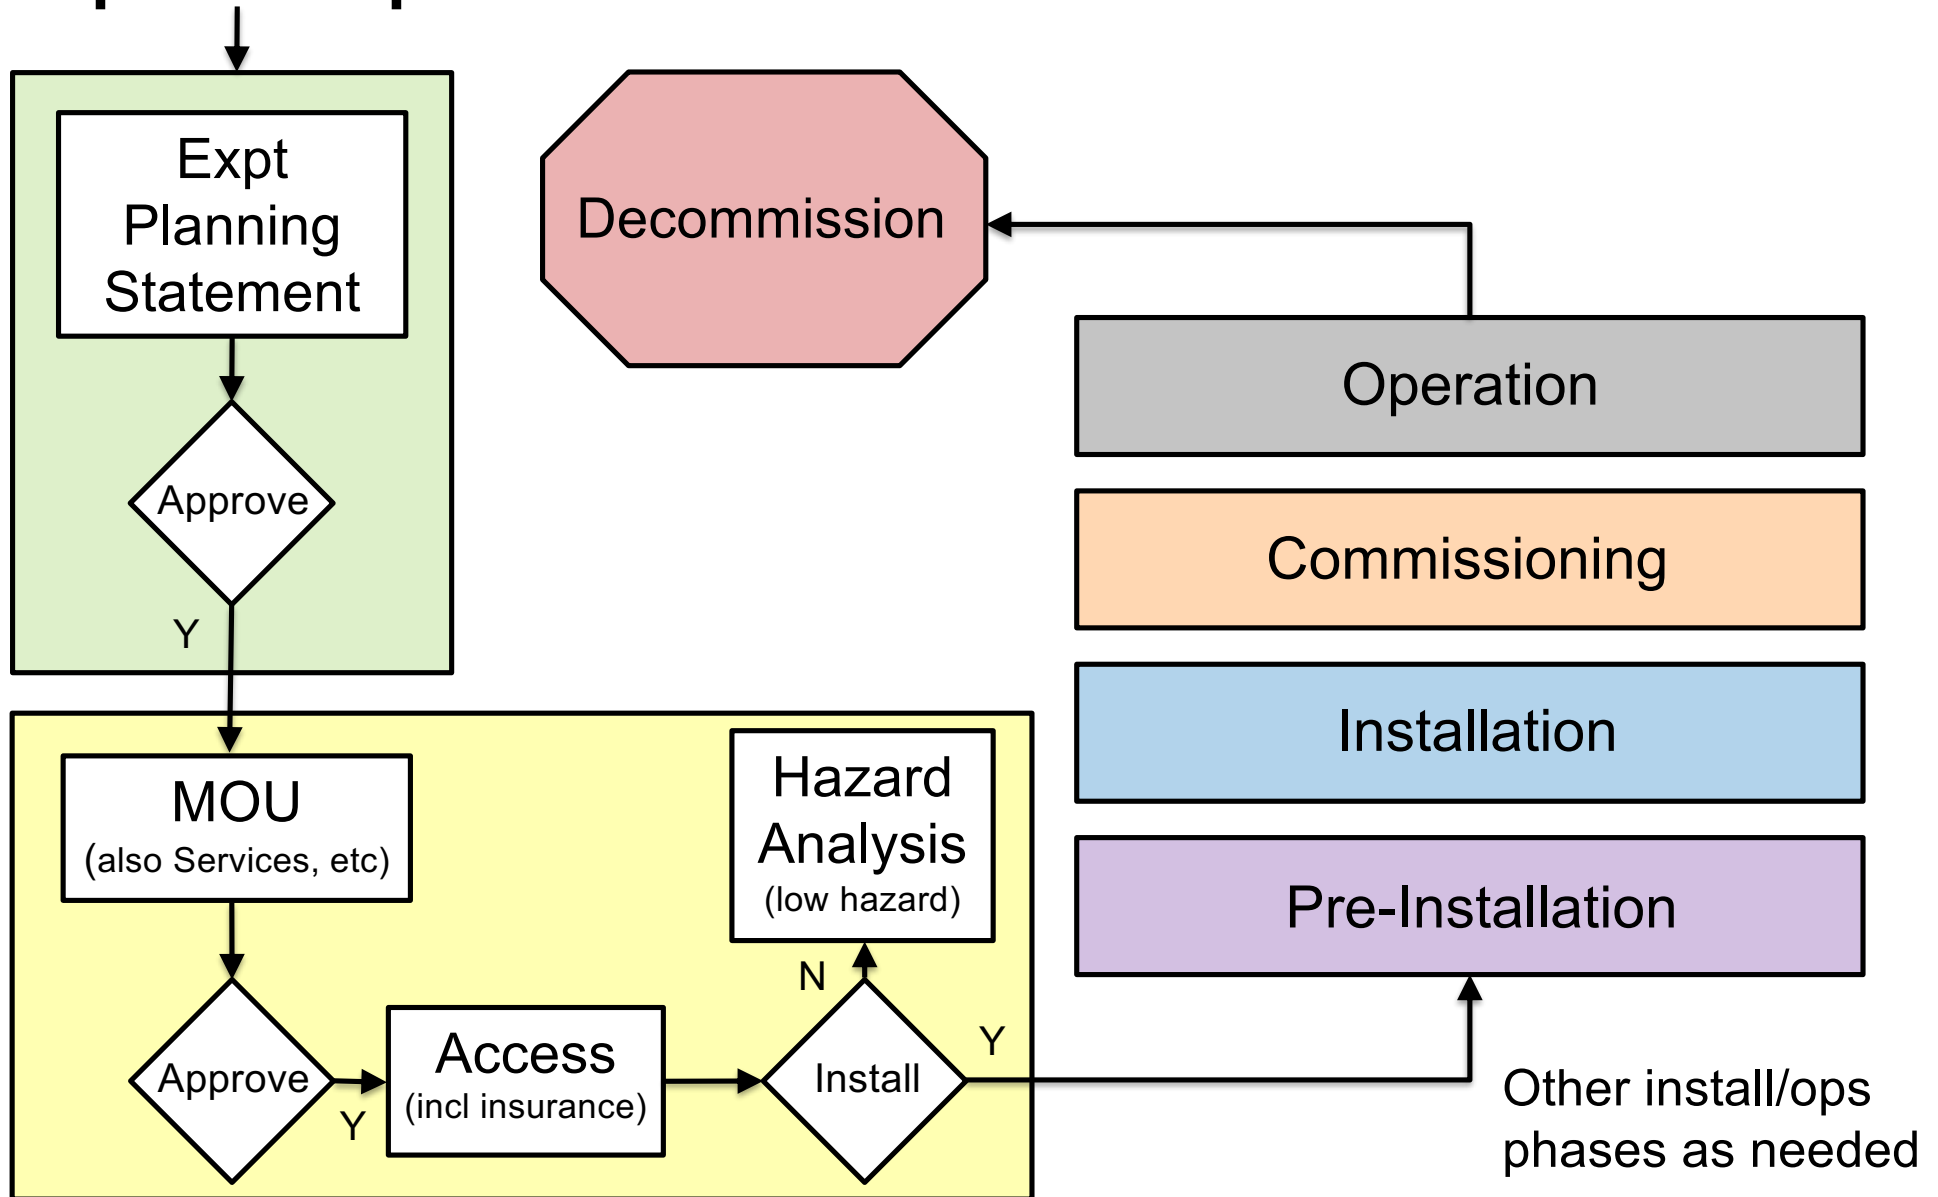 Expt
Planning
Statement
Approve
Y
MOU
(also Services, etc)
Approve
Y
Access
(incl insurance)
Install
N
Hazard
Analysis
(low hazard)
Y
Pre-Installation
Installation
Commissioning
Operation
Decommission
Other install/ops
phases as needed